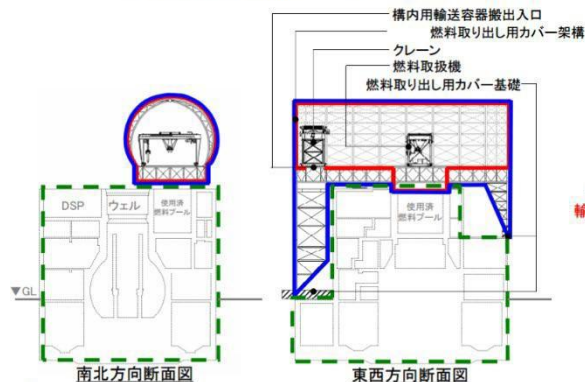 構内用輸送容器搬出入口
燃料取り出し用カバー架構
クレーン
燃料取扱機
燃料取り出し用カバー基礎
DSP
ウェル
使用済
燃料プール
使用済
燃料プール
▼GL
輸
南北方向断面図
東西方向断面図